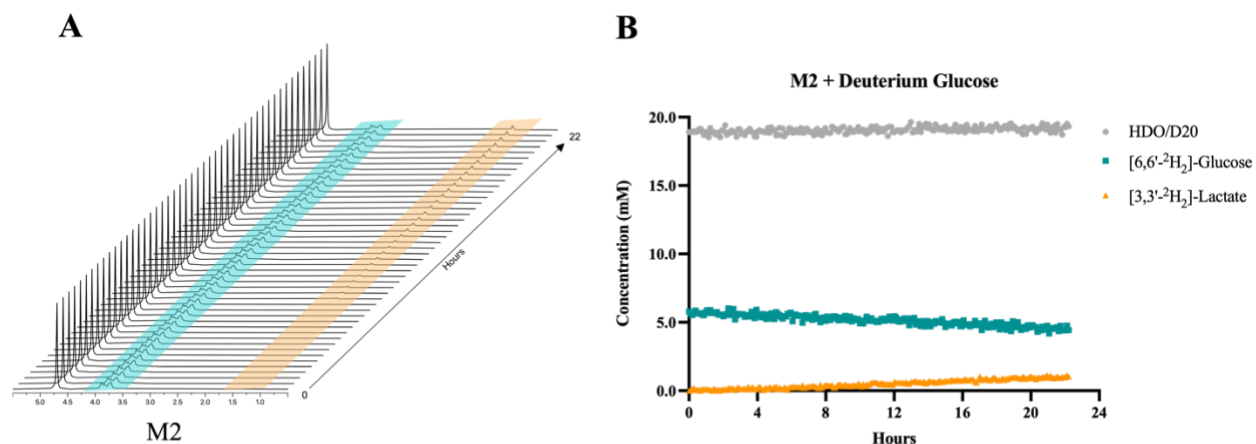 A
22
Hours
0
5.0 4.5 4.0 3.5 3.0 2.5 2.0 1.5 1.0
M2
B
M2 + Deuterium Glucose
Concentration (mM)
20.0
15.0
10.0
5.0
0.0
0 4 8 12 16 20 24
Hours
HDO/D20
[6,6'-²H₂]-Glucose
[3,3'-²H₂]-Lactate